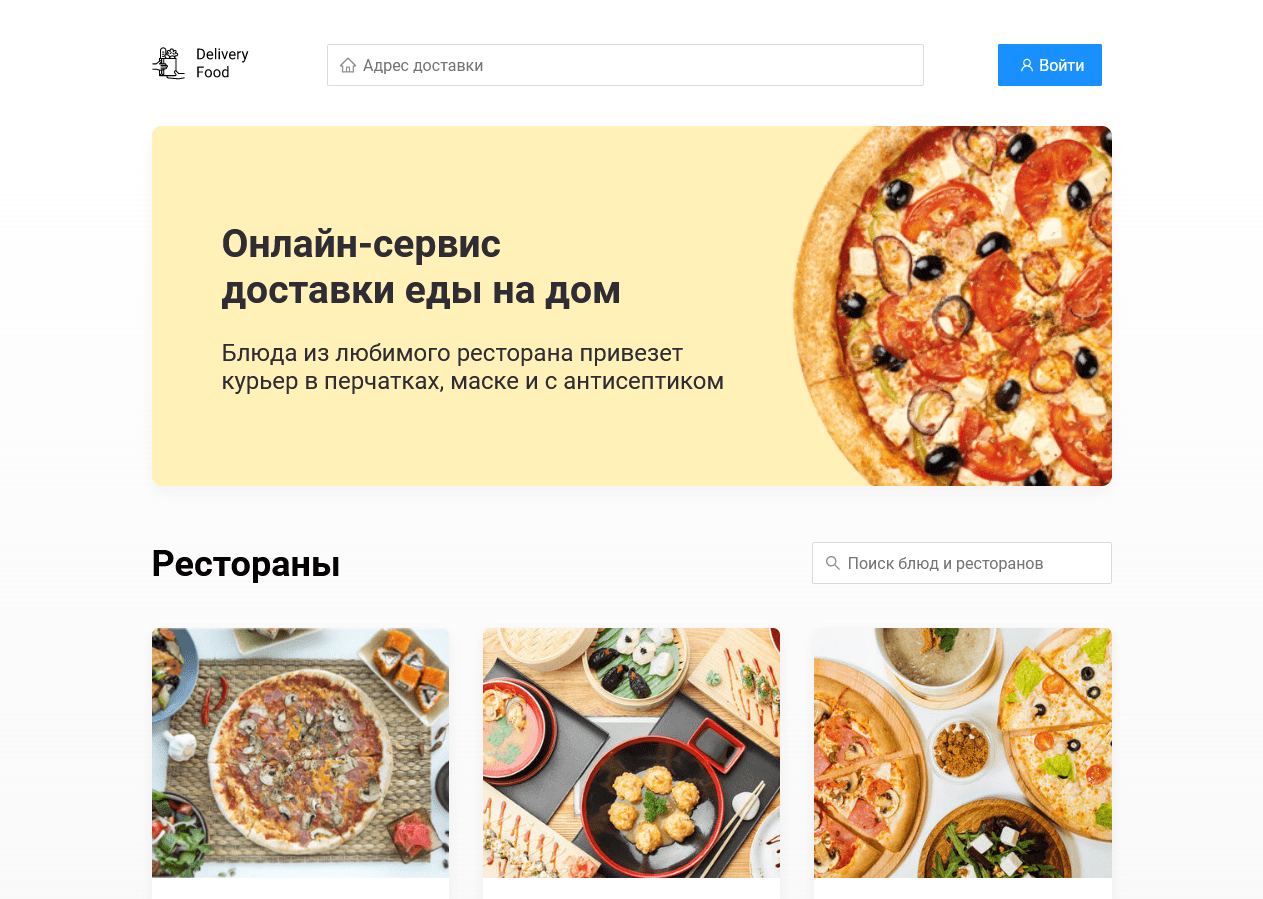 Delivery
Food
Адрес доставки
Войти
Онлайн-сервис
доставки еды на дом
Блюда из любимого ресторана привезет
курьер в перчатках, маске и с антисептиком
Рестораны
Поиск блюд и ресторанов